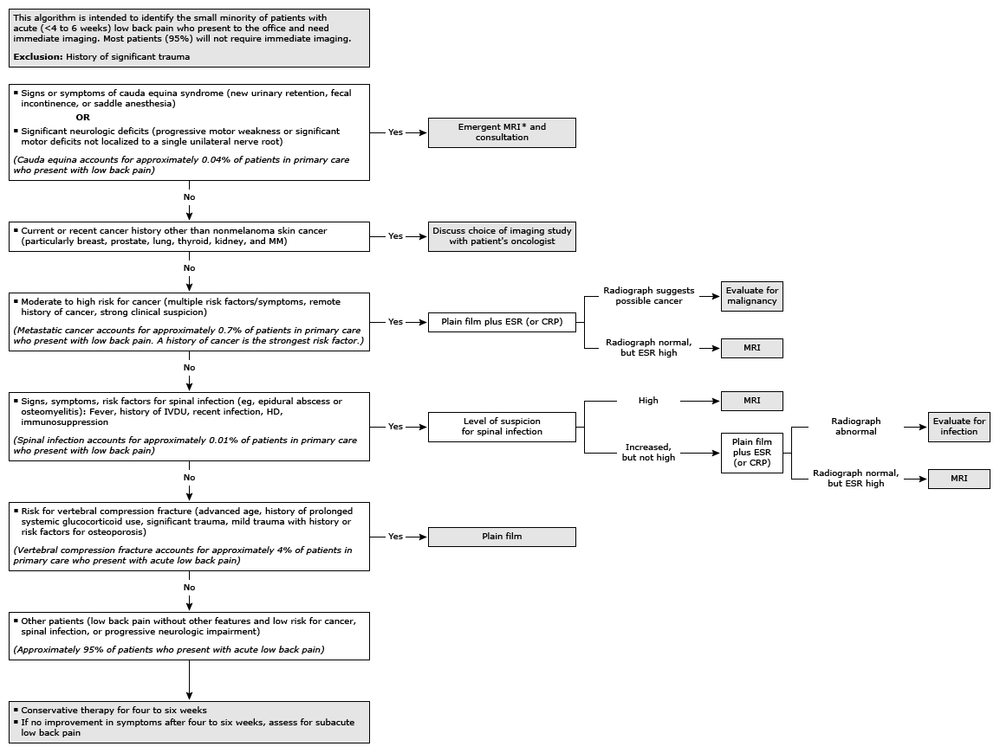 This algorithm is intended to identify the small minority of patients with
acute (<4 to 6 weeks) low back pain who present to the office and need
immediate imaging. Most patients (95%) will not require immediate imaging.
Exclusion: History of significant trauma
▪ Signs or symptoms of cauda equina syndrome (new urinary retention, fecal
incontinence, or saddle anesthesia)
OR
▪ Significant neurologic deficits (progressive motor weakness or significant
motor deficits not localized to a single unilateral nerve root)
(Cauda equina accounts for approximately 0.04% of patients in primary care
who present with low back pain)
Yes
Emergent MRI* and
consultation
No
▪ Current or recent cancer history other than nonmelanoma skin cancer
(particularly breast, prostate, lung, thyroid, kidney, and MM)
Yes
Discuss choice of imaging study
with patient's oncologist
No
▪ Moderate to high risk for cancer (multiple risk factors/symptoms, remote
history of cancer, strong clinical suspicion)
(Metastatic cancer accounts for approximately 0.7% of patients in primary care
who present with low back pain. A history of cancer is the strongest risk factor.)
Yes
Plain film plus ESR (or CRP)
Radiograph suggests
possible cancer
Evaluate for
malignancy
Radiograph normal,
but ESR high
MRI
No
▪ Signs, symptoms, risk factors for spinal infection (eg, epidural abscess or
osteomyelitis): Fever, history of IVDU, recent infection, HD,
immunosuppression
(Spinal infection accounts for approximately 0.01% of patients in primary care
who present with low back pain)
Yes
Level of suspicion
for spinal infection
High
MRI
Increased,
but not high
Plain film
plus ESR
(or CRP)
Radiograph
abnormal
Evaluate for
infection
Radiograph normal,
but ESR high
MRI
No
▪ Risk for vertebral compression fracture (advanced age, history of prolonged
systemic glucocorticoid use, significant trauma, mild trauma with history or
risk factors for osteoporosis)
(Vertebral compression fracture accounts for approximately 4% of patients in
primary care who present with acute low back pain)
Yes
Plain film
No
▪ Other patients (low back pain without other features and low risk for cancer,
spinal infection, or progressive neurologic impairment)
(Approximately 95% of patients who present with acute low back pain)
▪ Conservative therapy for four to six weeks
▪ If no improvement in symptoms after four to six weeks, assess for subacute
low back pain